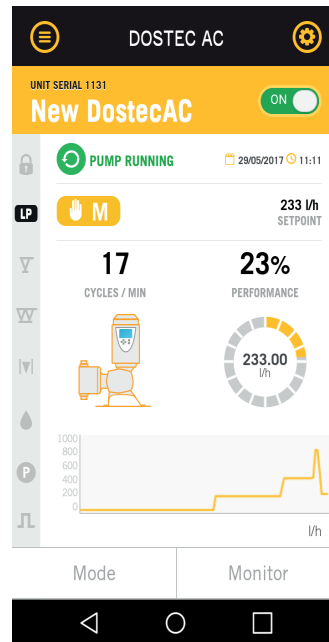 DOSTEC AC
UNIT SERIAL 1131
New DostecAC
ON
PUMP RUNNING
29/05/2017 11:11
LP
M
233 l/h
SETPOINT
17
CYCLES / MIN
23%
PERFORMANCE
233.00
l/h
1000
800
600
400
200
0
P
l/h
Mode
Monitor